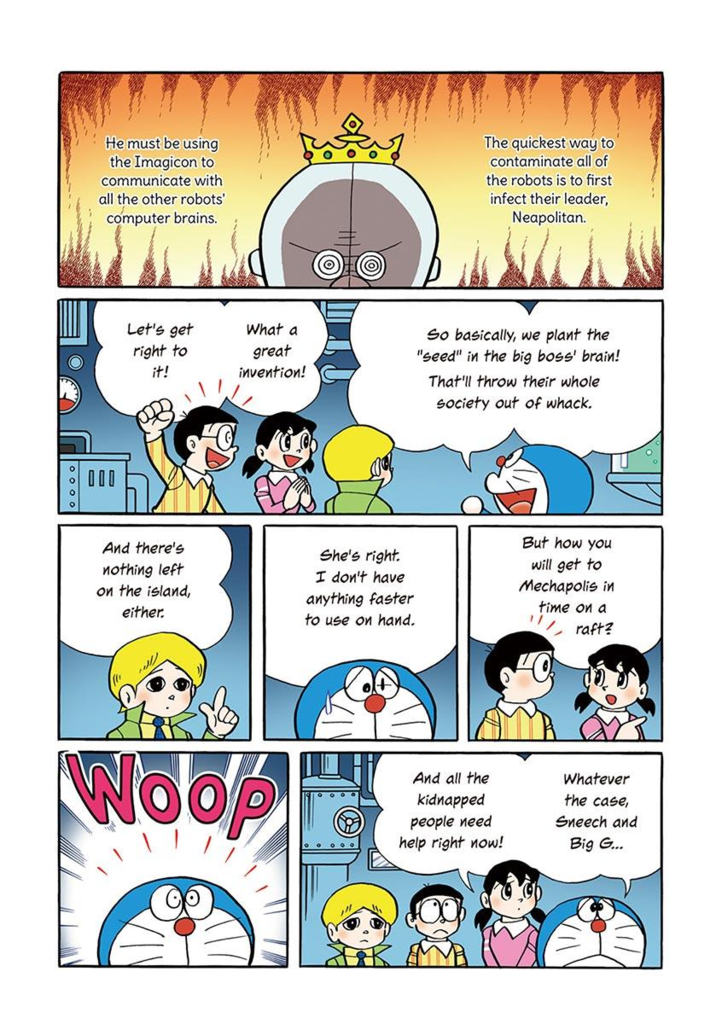 The quickest way to
contaminate all of
the robots is to first
infect their leader,
Neapolitan.
He must be using
the Imagicon to
communicate with
all the other robots'
computer brains.
So basically, we plant the
"seed" in the big boss' brain!
That'll throw their whole
society out of whack.
What a
great
invention!
Let's get
right to
it!
But how you
will get to
Mechapolis in
time on a
raft?
She's right.
I don't have
anything faster
to use on hand.
And there's
nothing left
on the island,
either.
Whatever
the case,
Sneech and
Big G...
And all the
kidnapped
people need
help right now!
WOOP